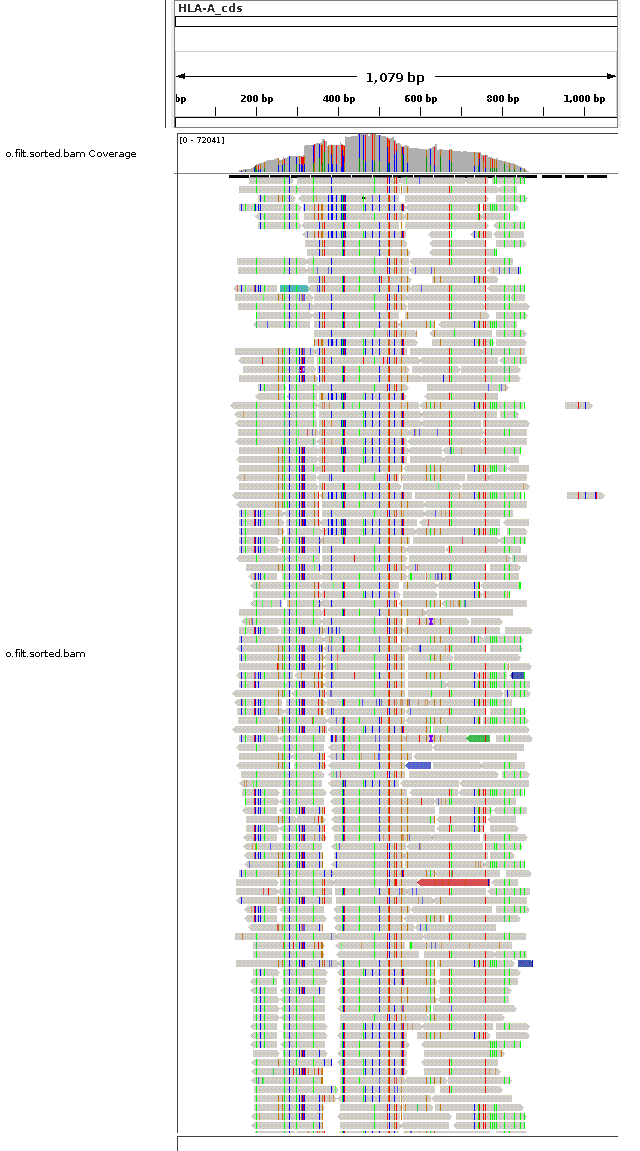 HLA-A_cds
1,079 bp
bp 200 bp 400 bp 600 bp 800 bp 1,000 bp
[0 - 72041]
o.filt.sorted.bam Coverage
o.filt.sorted.bam